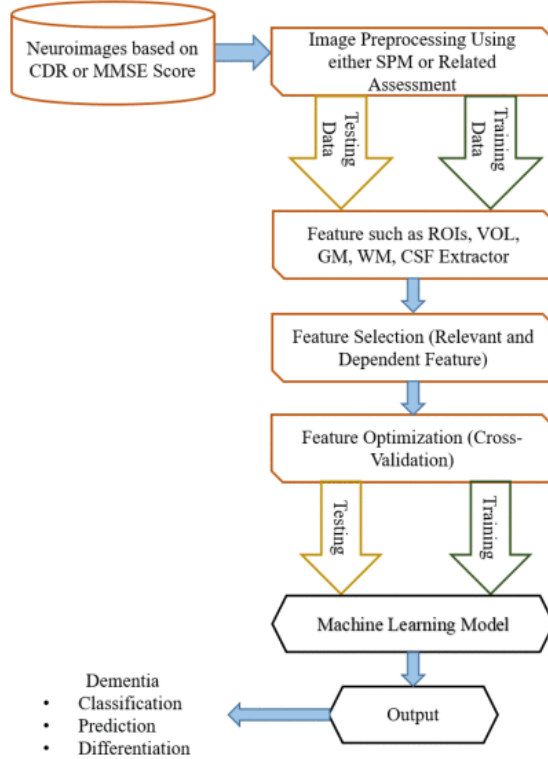 Neuroimages based on
CDR or MMSE Score
Image Preprocessing Using
either SPM or Related
Assessment
Testing
Data
Training
Data
Feature such as ROIs, VOL,
GM, WM, CSF Extractor
Feature Selection (Relevant and
Dependent Feature)
Feature Optimization (Cross-
Validation)
Testing
Training
Machine Learning Model
Output
Dementia
• Classification
• Prediction
• Differentiation